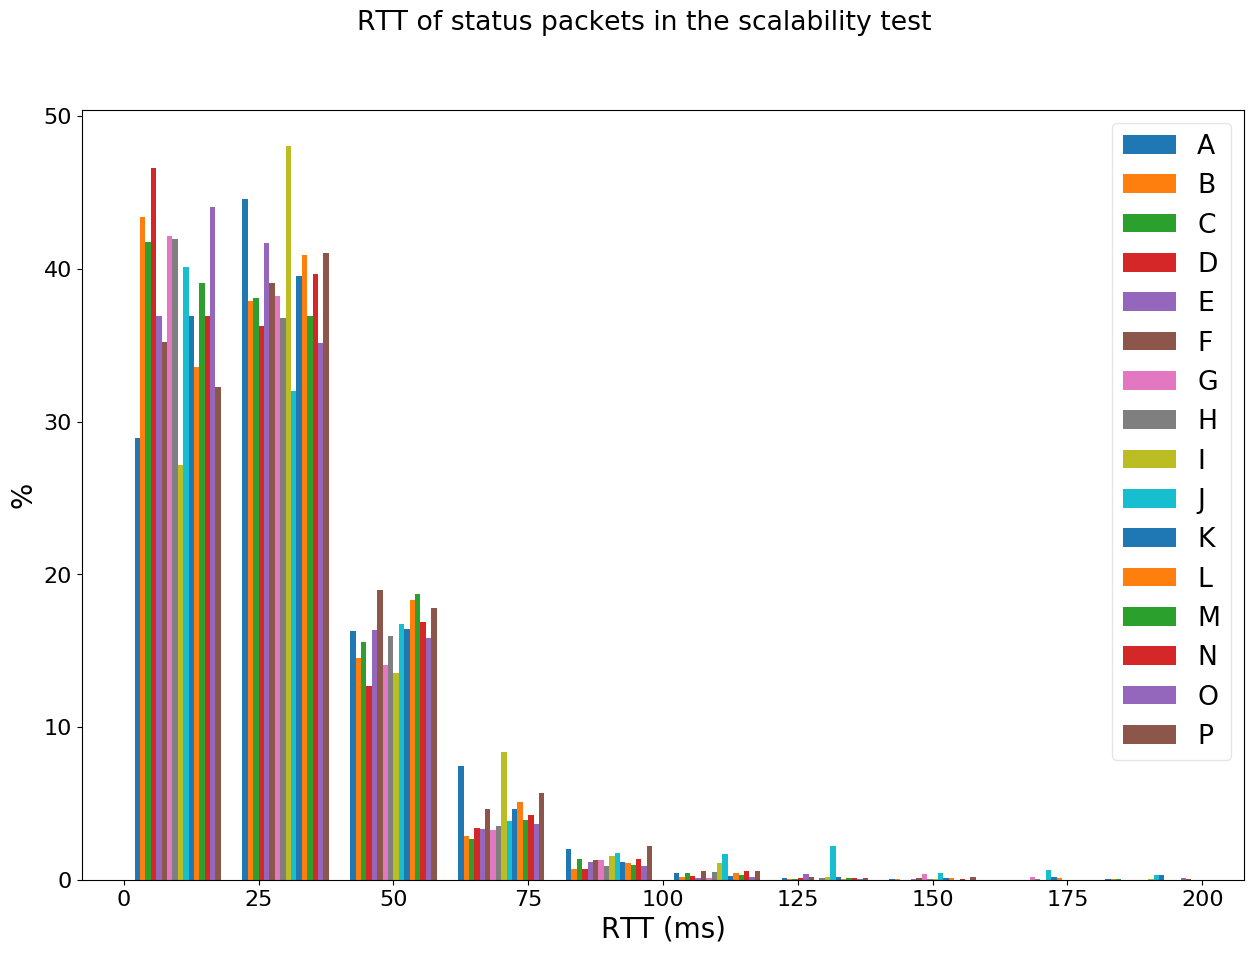 RTT of status packets in the scalability test
50
40
30
20
10
0
%
0 25 50 75 100 125 150 175 200
RTT (ms)
A
B
C
D
E
F
G
H
I
J
K
L
M
N
O
P